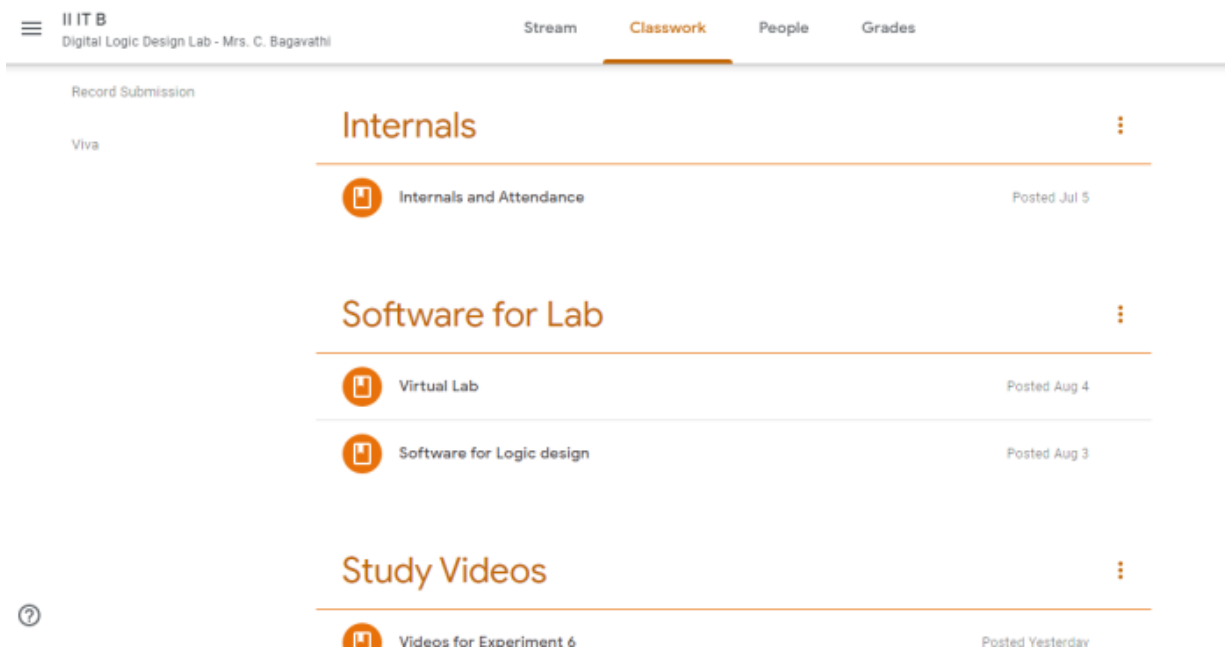 II IT B
Digital Logic Design Lab - Mrs. C. Bagavathi
Stream
Classwork
People
Grades
Record Submission
Viva
Internals
Internals and Attendance
Posted Jul 5
Software for Lab
Virtual Lab
Posted Aug 4
Software for Logic design
Posted Aug 3
Study Videos
Videos for Experiment 6
Posted Yesterday